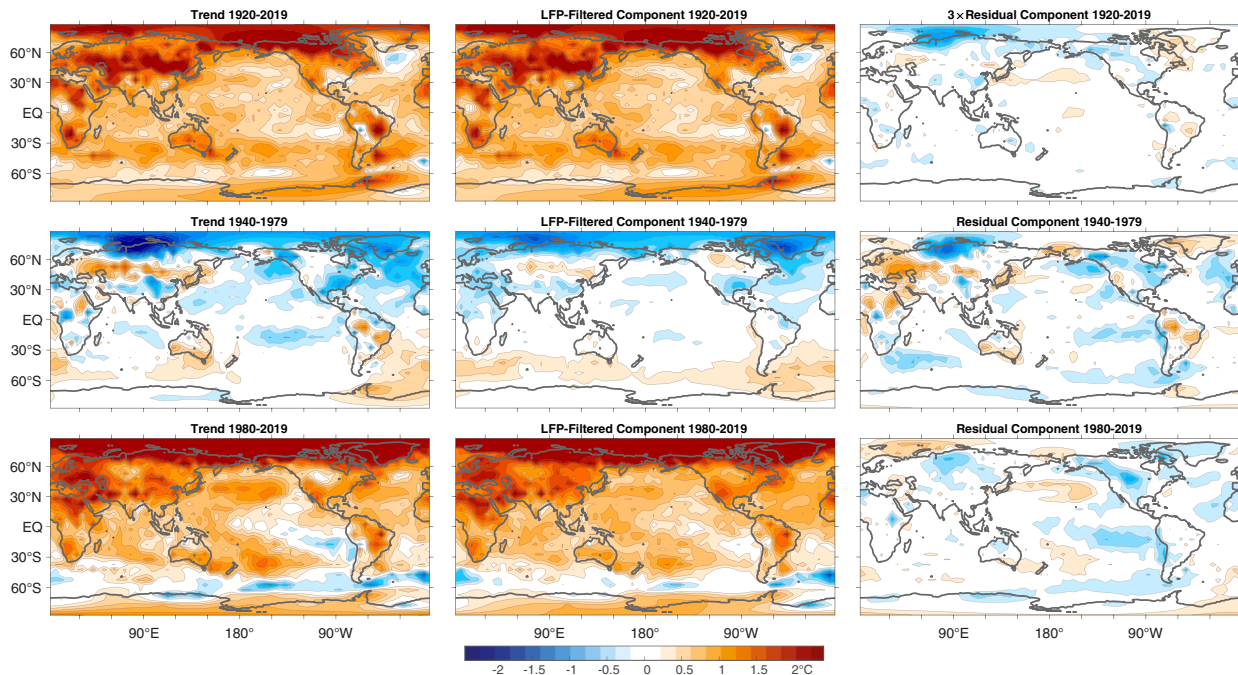 Trend 1920-2019
LFP-Filtered Component 1920-2019
3×Residual Component 1920-2019
60°N
30°N
EQ
30°S
60°S
Trend 1940-1979
LFP-Filtered Component 1940-1979
Residual Component 1940-1979
60°N
30°N
EQ
30°S
60°S
Trend 1980-2019
LFP-Filtered Component 1980-2019
Residual Component 1980-2019
60°N
30°N
EQ
30°S
60°S
90°E 180° 90°W
90°E 180° 90°W
90°E 180° 90°W
-2 -1.5 -1 -0.5 0 0.5 1 1.5 2°C